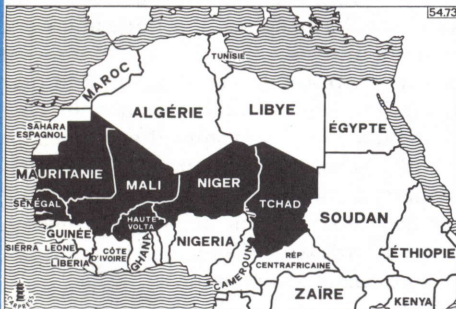 54.73
TUNISIE
MAROC
ALGÉRIE
LIBYE
ÉGYPTE
SAHARA
ESPAGNOL
MAURITANIE
MALI
NIGER
TCHAD
SOUDAN
SÉNÉGAL
HAUTE
VOLTA
GUINÉE
SIERRA LEONE
LIBERIA
CÔTE
D'IVOIRE
GHANA
NIGERIA
CAMEROUN
RÉP
CENTRAFRICAINE
ÉTHIOPIE
ZAÏRE
KENYA
CARPRESS